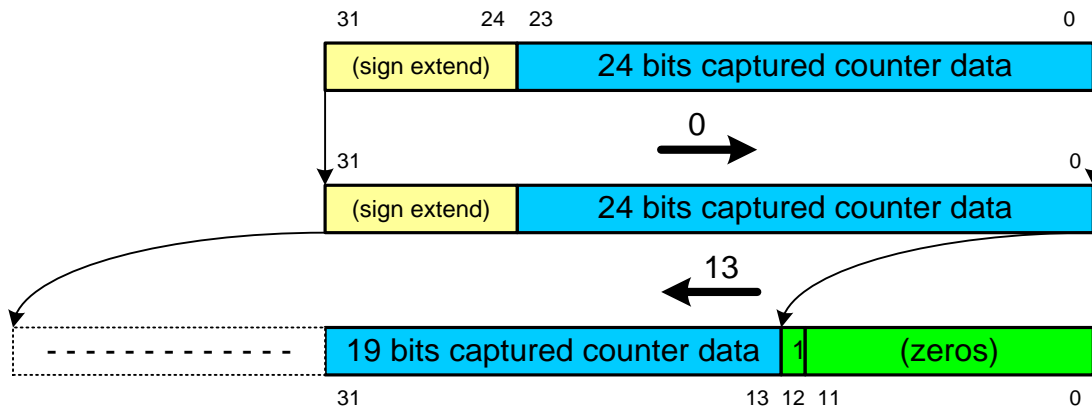 31 24 23 0
(sign extend) 24 bits captured counter data
0
31 0
(sign extend) 24 bits captured counter data
13
19 bits captured counter data 1 (zeros)
31 13 12 11 0